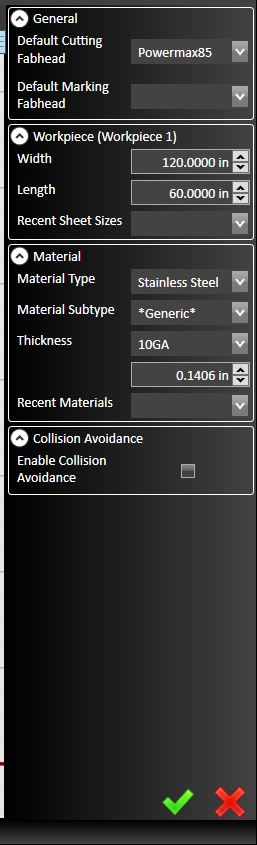 General
Default Cutting
Fabhead
Powermax85
Default Marking
Fabhead
Workpiece (Workpiece 1)
Width 120.0000 in
Length 60.0000 in
Recent Sheet Sizes
Material
Material Type Stainless Steel
Material Subtype *Generic*
Thickness 10GA
0.1406 in
Recent Materials
Collision Avoidance
Enable Collision
Avoidance